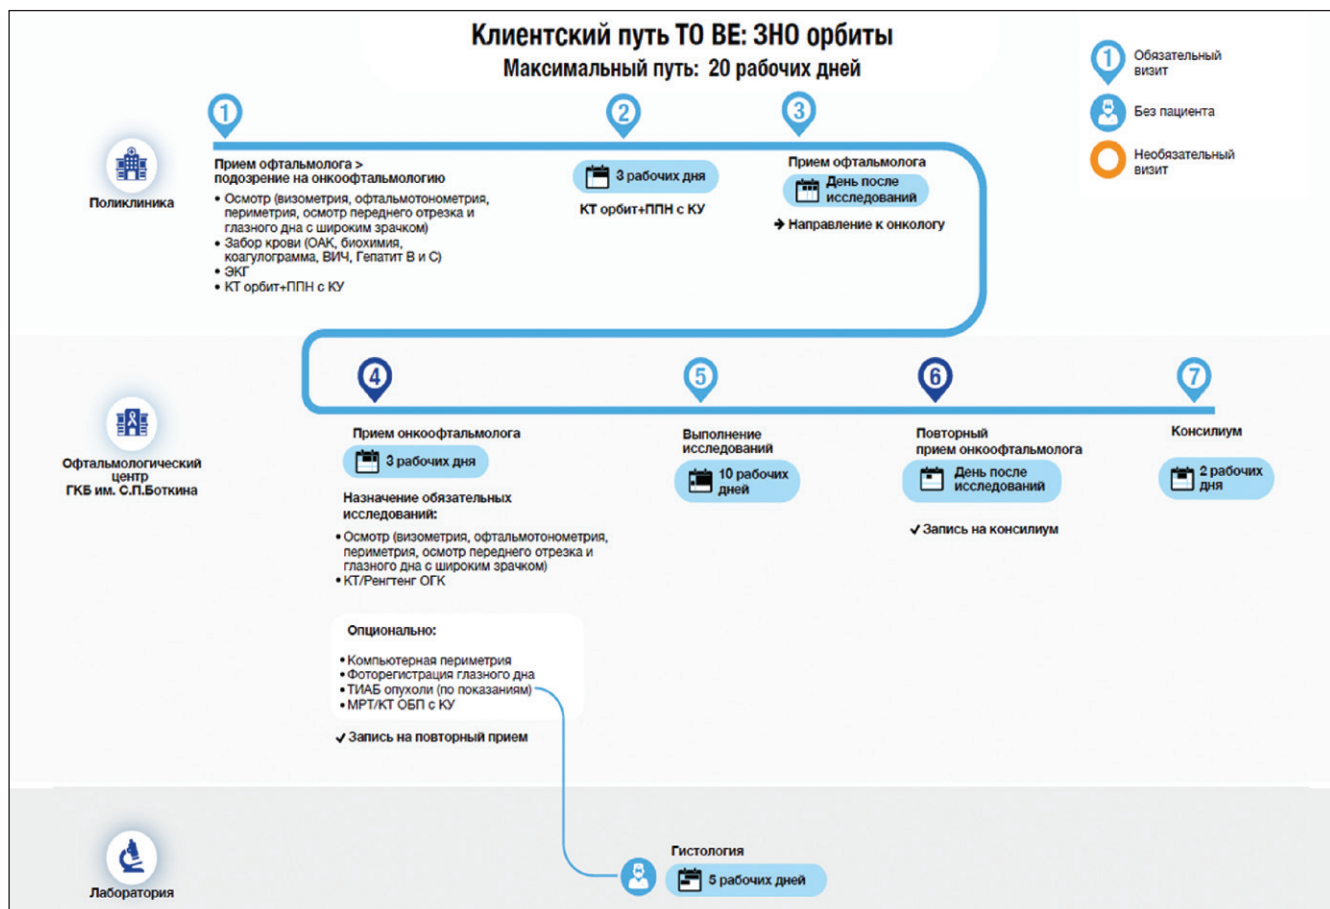 Клиентский путь TO BE: ЗНО орбиты
Максимальный путь: 20 рабочих дней
1
Обязательный
визит
Без пациента
Необязательный
визит
Поликлиника
1
Прием офтальмолога >
подозрение на онкоофтальмологию
• Осмотр (визометрия, офтальмотонометрия,
периметрия, осмотр переднего отрезка и
глазного дна с широким зрачком)
• Забор крови (ОАК, биохимия,
коагулограмма, ВИЧ, Гепатит В и С)
• ЭКГ
• КТ орбит+ППН с КУ
2
3 рабочих дня
КТ орбит+ППН с КУ
3
Прием офтальмолога
День после
исследований
➔ Направление к онкологу
Офтальмологический
центр
ГКБ им. С.П.Боткина
4
Прием онкоофтальмолога
3 рабочих дня
Назначение обязательных
исследований:
• Осмотр (визометрия, офтальмотонометрия,
периметрия, осмотр переднего отрезка и
глазного дна с широким зрачком)
• КТ/Ренгтенг ОГК
Опционально:
• Компьютерная периметрия
• Фоторегистрация глазного дна
• ТИАБ опухоли (по показаниям)
• МРТ/КТ ОБП с КУ
✓ Запись на повторный прием
5
Выполнение
исследований
10 рабочих
дней
6
Повторный
прием онкоофтальмолога
День после
исследований
✓ Запись на консилиум
7
Консилиум
2 рабочих
дня
Лаборатория
Гистология
5 рабочих дней